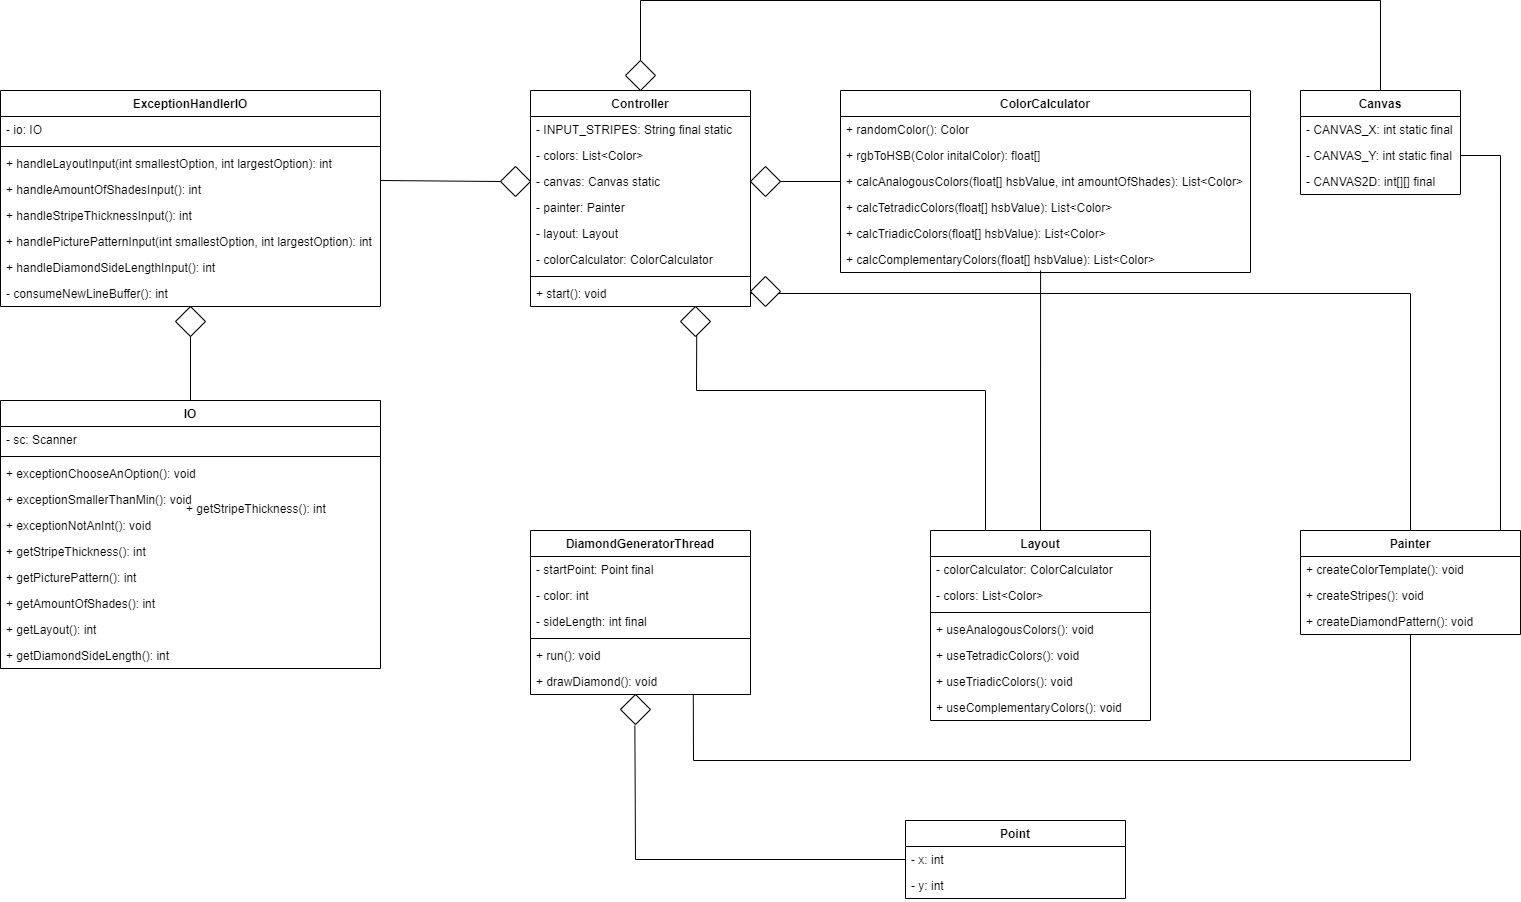 ExceptionHandlerIO
- io: IO
+ handleLayoutInput(int smallestOption, int largestOption): int
+ handleAmountOfShadesInput(): int
+ handleStripeThicknessInput(): int
+ handlePicturePatternInput(int smallestOption, int largestOption): int
+ handleDiamondSideLengthInput(): int
- consumeNewLineBuffer(): int
Controller
- INPUT_STRIPES: String final static
- colors: List<Color>
- canvas: Canvas static
- painter: Painter
- layout: Layout
- colorCalculator: ColorCalculator
+ start(): void
ColorCalculator
+ randomColor(): Color
+ rgbToHSB(Color initalColor): float[]
+ calcAnalogousColors(float[] hsbValue, int amountOfShades): List<Color>
+ calcTetradicColors(float[] hsbValue): List<Color>
+ calcTriadicColors(float[] hsbValue): List<Color>
+ calcComplementaryColors(float[] hsbValue): List<Color>
Canvas
- CANVAS_X: int static final
- CANVAS_Y: int static final
- CANVAS2D: int[][] final
IO
- sc: Scanner
+ exceptionChooseAnOption(): void
+ exceptionSmallerThanMin(): void
+ getStripeThickness(): int
+ exceptionNotAnInt(): void
+ getStripeThickness(): int
+ getPicturePattern(): int
+ getAmountOfShades(): int
+ getLayout(): int
+ getDiamondSideLength(): int
DiamondGeneratorThread
- startPoint: Point final
- color: int
- sideLength: int final
+ run(): void
+ drawDiamond(): void
Layout
- colorCalculator: ColorCalculator
- colors: List<Color>
+ useAnalogousColors(): void
+ useTetradicColors(): void
+ useTriadicColors(): void
+ useComplementaryColors(): void
Painter
+ createColorTemplate(): void
+ createStripes(): void
+ createDiamondPattern(): void
Point
- x: int
- y: int